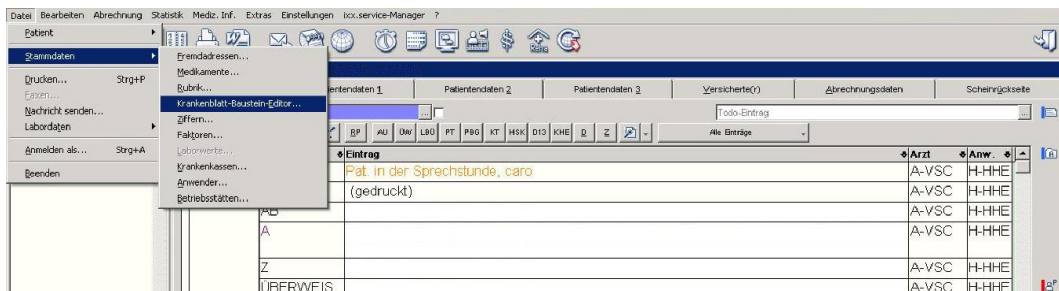 Datei Bearbeiten Abrechnung Statistik Mediz. Inf. Extras Einstellungen ixx.service-Manager ?
Patient
Stammdaten
Drucken... Strg+P
Faxen...
Nachricht senden...
Labordaten
Anmelden als... Strg+A
Beenden
Fremdadressen...
Medikamente...
Rubrik...
Krankenblatt-Baustein-Editor...
Ziffern...
Faktoren...
Laborwerte...
Krankenkassen...
Anwender...
Betriebsstätten...
Patientendaten 2 Patientendaten 3 Versicherte(r) Abrechnungsdaten Scheinrückseite
Todo-Eintrag
BP AU ÜW LBÜ PT PBG KT HSK D13 KHE D Z Alle Einträge
Eintrag Arzt Anw.
Pat. in der Sprechstunde, caro A-VSC H-HHE
(gedruckt) A-VSC H-HHE
AB A-VSC H-HHE
A A-VSC H-HHE
Z A-VSC H-HHE
ÜBERWEIS A-VSC H-HHE